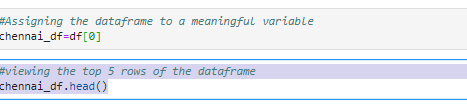 #Assigning the dataframe to a meaningful variable
chennai_df=df[0]
#viewing the top 5 rows of the dataframe
chennai_df.head()